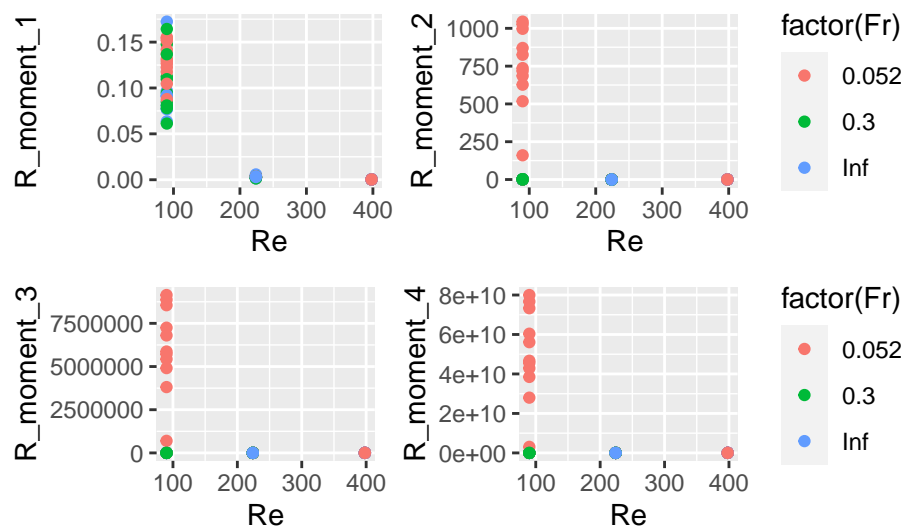 R_moment_1
0.15
0.10
0.05
0.00
100
200
300
400
Re
R_moment_2
1000
750
500
250
0
100
200
300
400
Re
factor(Fr)
0.052
0.3
Inf
R_moment_3
7500000
5000000
2500000
0
100
200
300
400
Re
R_moment_4
8e+10
6e+10
4e+10
2e+10
0e+00
100
200
300
400
Re
factor(Fr)
0.052
0.3
Inf